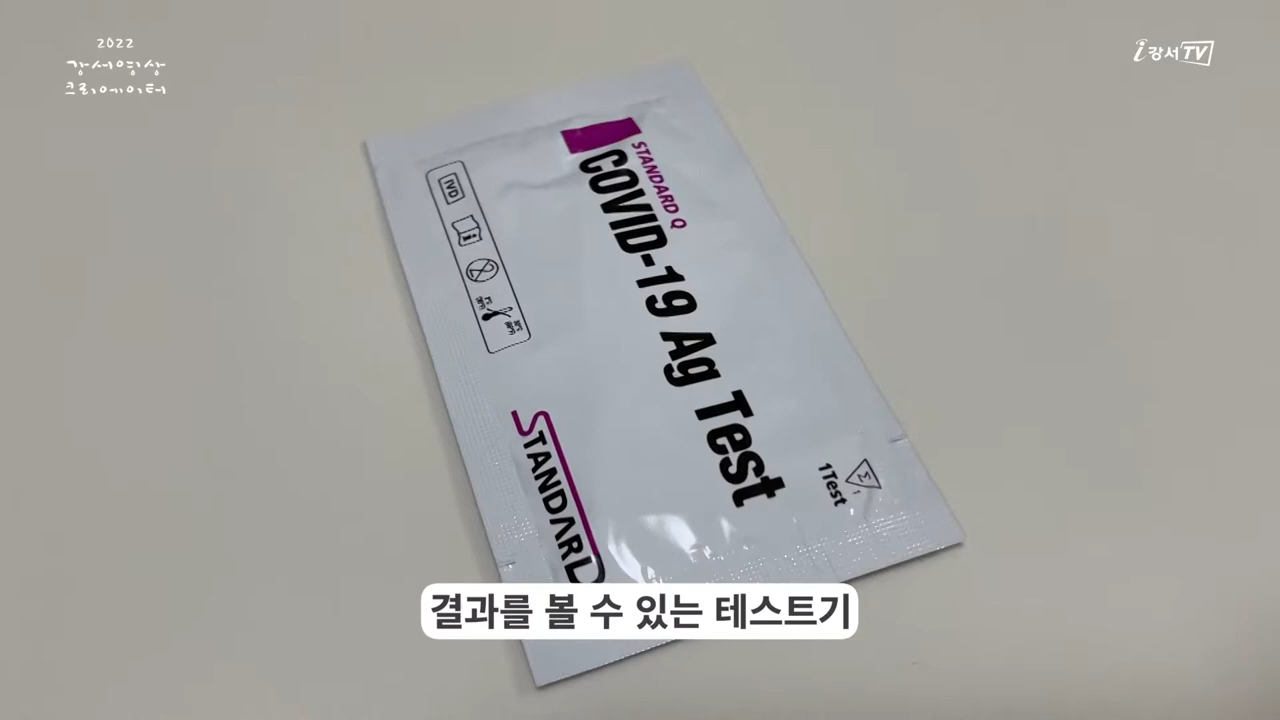 2022
강서영상
크리에이터
i강서TV
STANDARD Q
COVID-19 Ag Test
IVD
STANDARD
Σ
1
1Test
결과를 볼 수 있는 테스트기